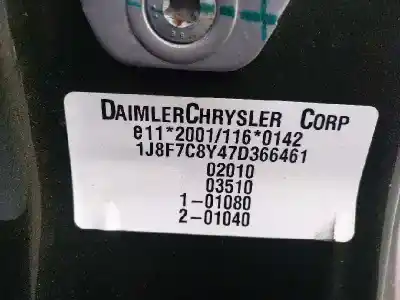 DAIMLERCHRYSLER CORP
e11*2001/116*0142
1J8F7C8Y47D366461
02010
03510
1-01080
2-01040